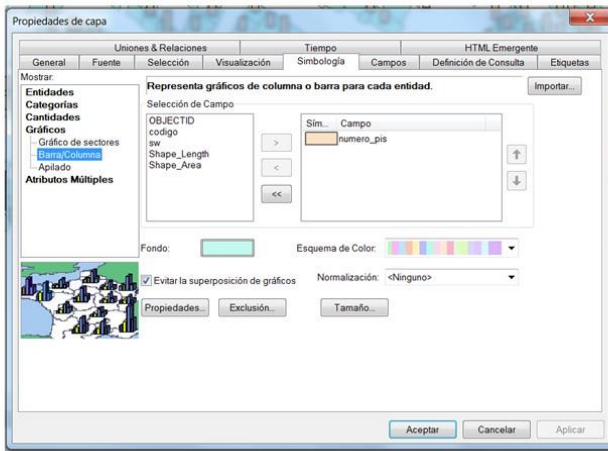 Propiedades de capa
Uniones & Relaciones Tiempo HTML Emergente
General Fuente Selección Visualización Simbología Campos Definición de Consulta Etiquetas
Mostrar:
Entidades
Categorías
Cantidades
Gráficos
Gráfico de sectores
Barra/Columna
Apilado
Atributos Múltiples
Representa gráficos de columna o barra para cada entidad.
Importar...
Selección de Campo
OBJECTID
codigo
sw
Shape_Length
Shape_Area
>
<
<<
Sím... Campo
numero_pis
Fondo:
Esquema de Color:
Evitar la superposición de gráficos
Normalización: <Ninguno>
Propiedades... Exclusión... Tamaño...
Aceptar Cancelar Aplicar